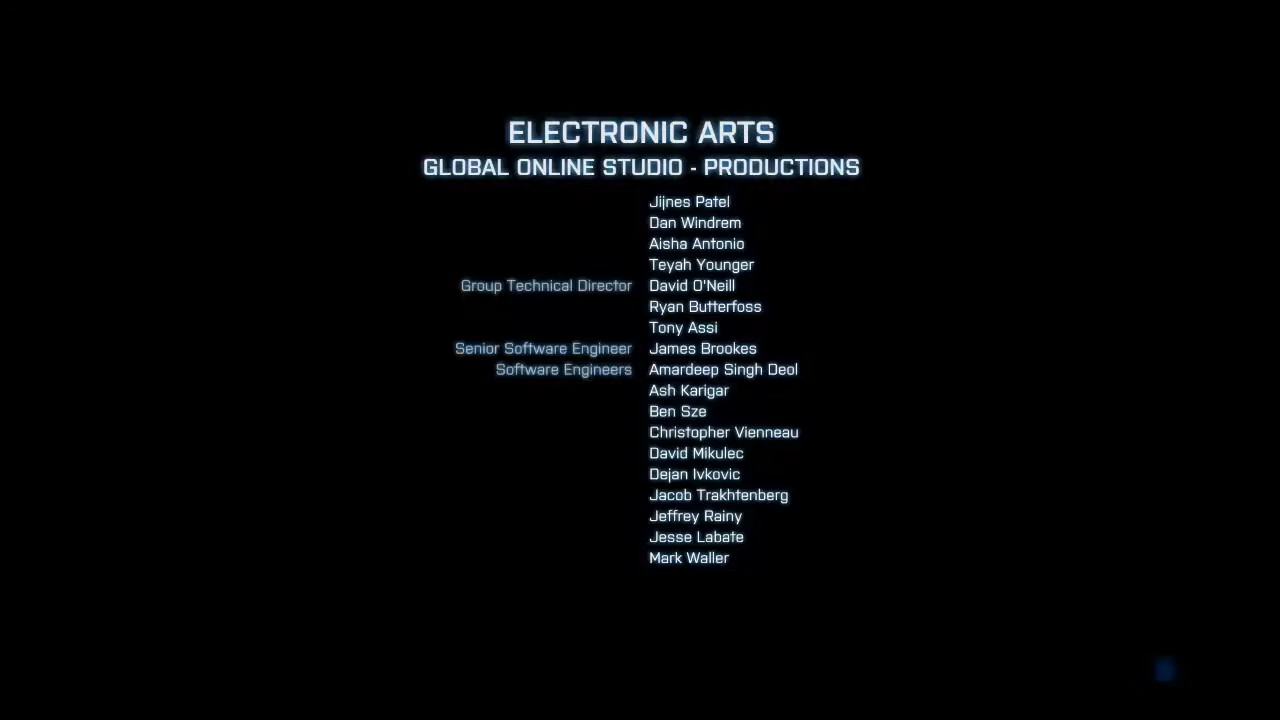 ELECTRONIC ARTS
GLOBAL ONLINE STUDIO - PRODUCTIONS
Jijnes Patel
Dan Windrem
Aisha Antonio
Teyah Younger
Group Technical Director David O'Neill
Ryan Butterfoss
Tony Assi
Senior Software Engineer James Brookes
Software Engineers Amardeep Singh Deol
Ash Karigar
Ben Sze
Christopher Vienneau
David Mikulec
Dejan Ivkovic
Jacob Trakhtenberg
Jeffrey Rainy
Jesse Labate
Mark Waller